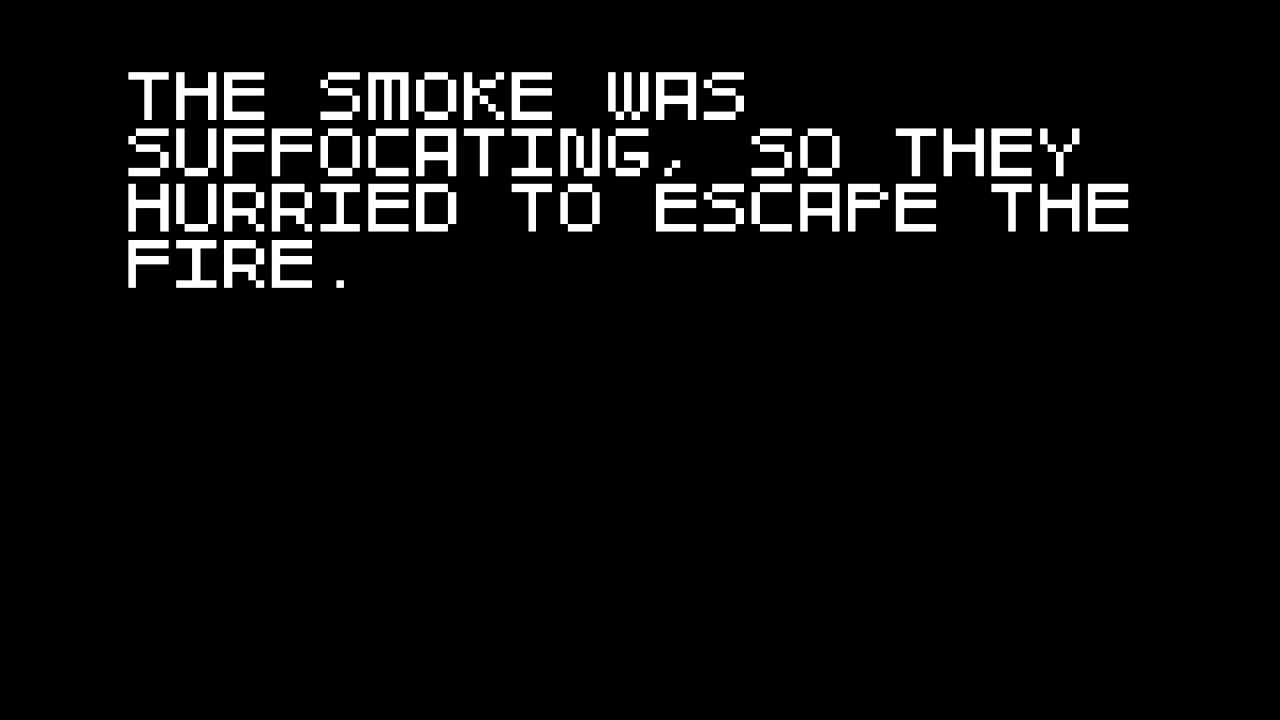 THE SMOKE WAS
SUFFOCATING, SO THEY
HURRIED TO ESCAPE THE
FIRE.